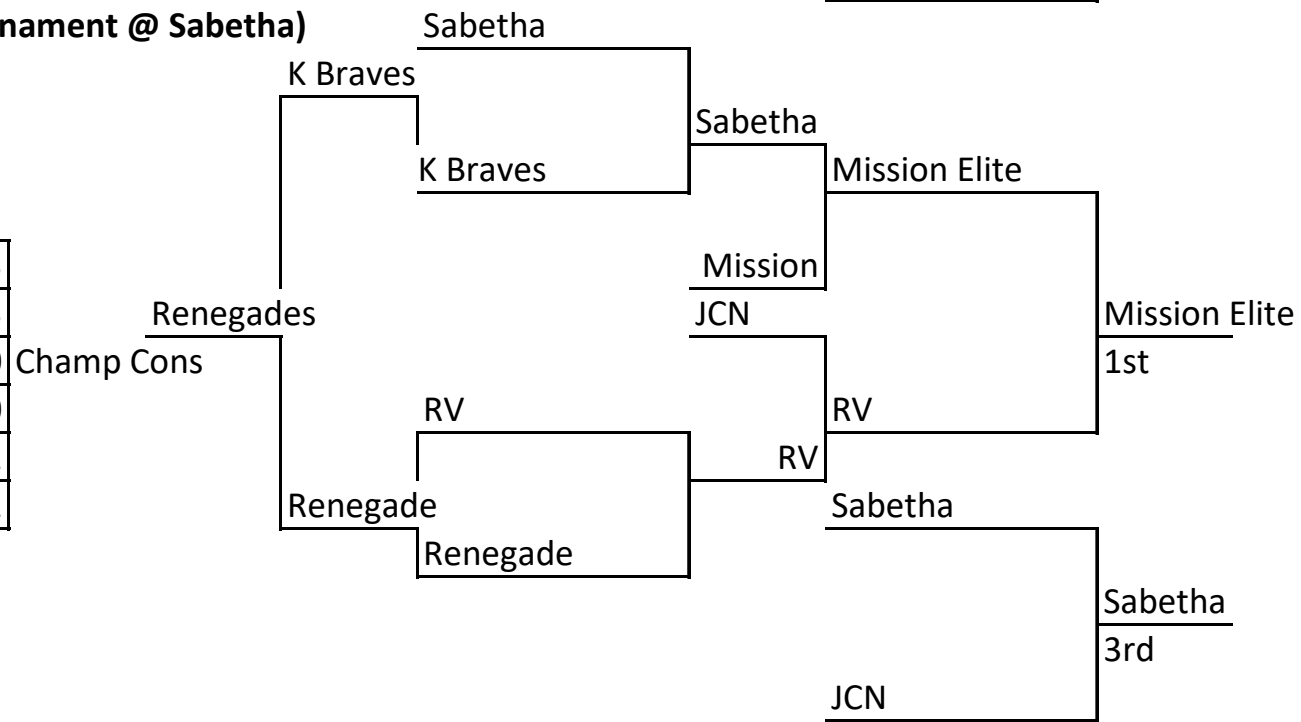 nament @ Sabetha)
Sabetha
K Braves
Sabetha
K Braves
Mission Elite
Mission
Renegades
JCN
Mission Elite
Champ Cons
1st
RV
RV
RV
Renegade
Sabetha
Renegade
Sabetha
3rd
JCN